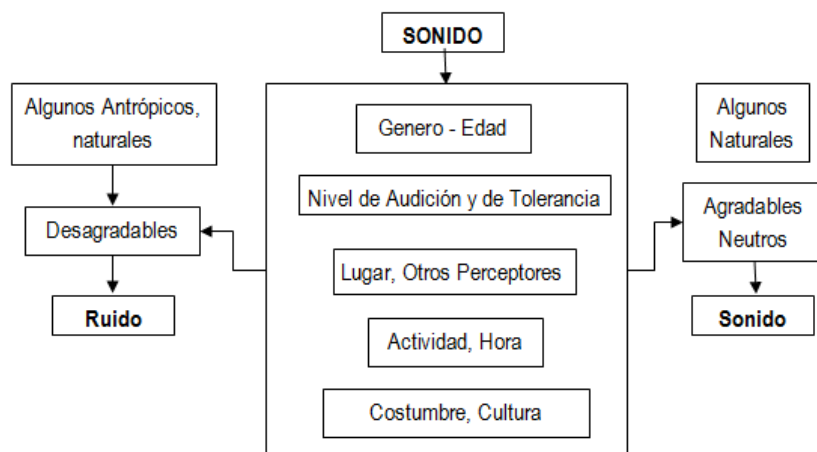 SONIDO
Algunos Antrópicos,
naturales
Desagradables
Ruido
Genero - Edad
Nivel de Audición y de Tolerancia
Lugar, Otros Perceptores
Actividad, Hora
Costumbre, Cultura
Algunos
Naturales
Agradables
Neutros
Sonido